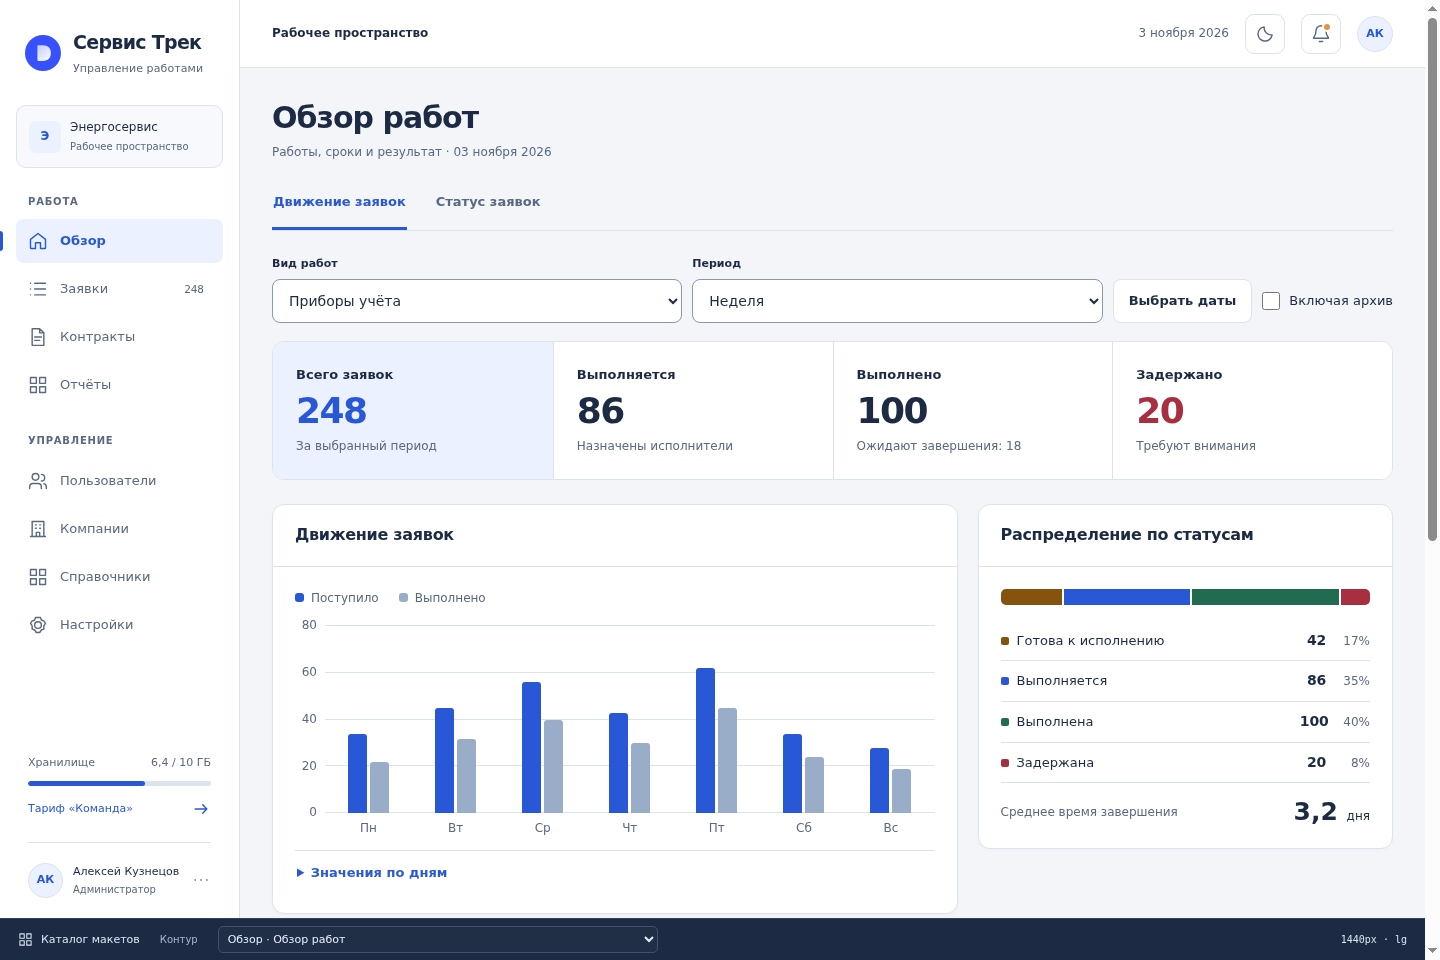 Сервис Трек
Управление работами
Э
Энергосервис
Рабочее пространство
РАБОТА
Обзор
Заявки 248
Контракты
Отчёты
УПРАВЛЕНИЕ
Пользователи
Компании
Справочники
Настройки
Хранилище 6,4 / 10 ГБ
Тариф «Команда»
АК
Алексей Кузнецов
Администратор
Рабочее пространство
3 ноября 2026
АК
Обзор работ
Работы, сроки и результат · 03 ноября 2026
Движение заявок Статус заявок
Вид работ Период
Приборы учёта Неделя Выбрать даты Включая архив
Всего заявок
248
За выбранный период
Выполняется
86
Назначены исполнители
Выполнено
100
Ожидают завершения: 18
Задержано
20
Требуют внимания
Движение заявок
Поступило Выполнено
80
60
40
20
0
Пн Вт Ср Чт Пт Сб Вс
Значения по дням
Распределение по статусам
Готова к исполнению 42 17%
Выполняется 86 35%
Выполнена 100 40%
Задержана 20 8%
Среднее время завершения 3,2 дня
Каталог макетов Контур Обзор · Обзор работ 1440px · lg